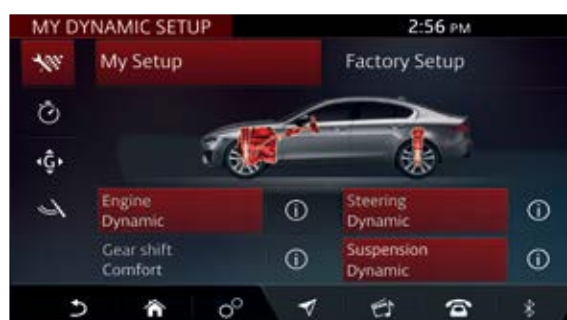 MY DYNAMIC SETUP 2:56 PM
My Setup Factory Setup
G
Engine Steering
Dynamic Dynamic
Gear shift Suspension
Comfort Dynamic